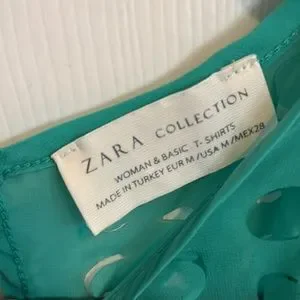 ZARA COLLECTION
WOMAN & BASIC T- SHIRTS
MADE IN TURKEY EUR M / USA M / MEX28